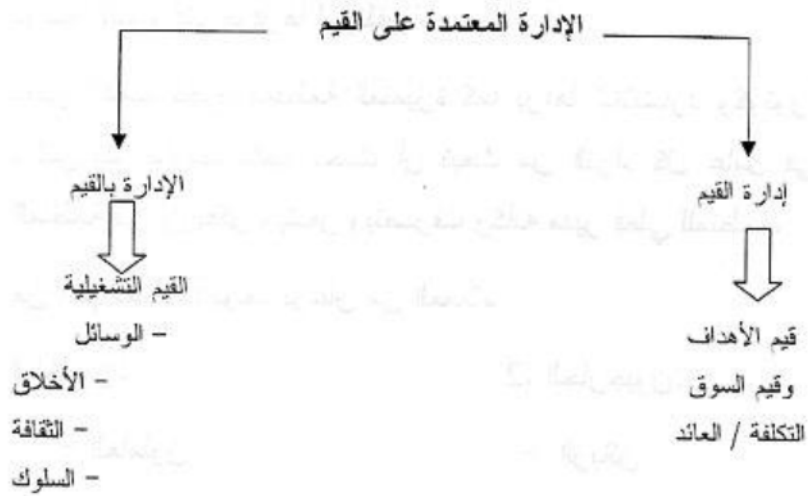 الإدارة المعتمدة على القيم
إدارة القيم
قيم الأهداف
وقيم السوق
التكلفة / العائد
الإدارة بالقيم
القيم التشغيلية
– الوسائل
– الأخلاق
– الثقافة
– السلوك